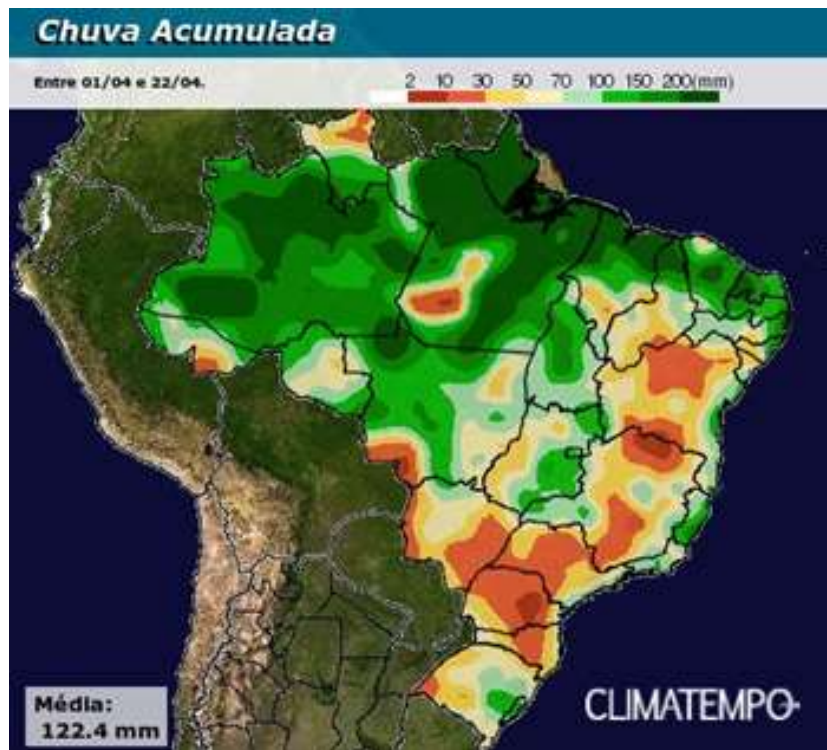 Chuva Acumulada
Entre 01/04 e 22/04.
2 10 30 50 70 100 150 200(mm)
Média:
122.4 mm
CLIMATEMPO